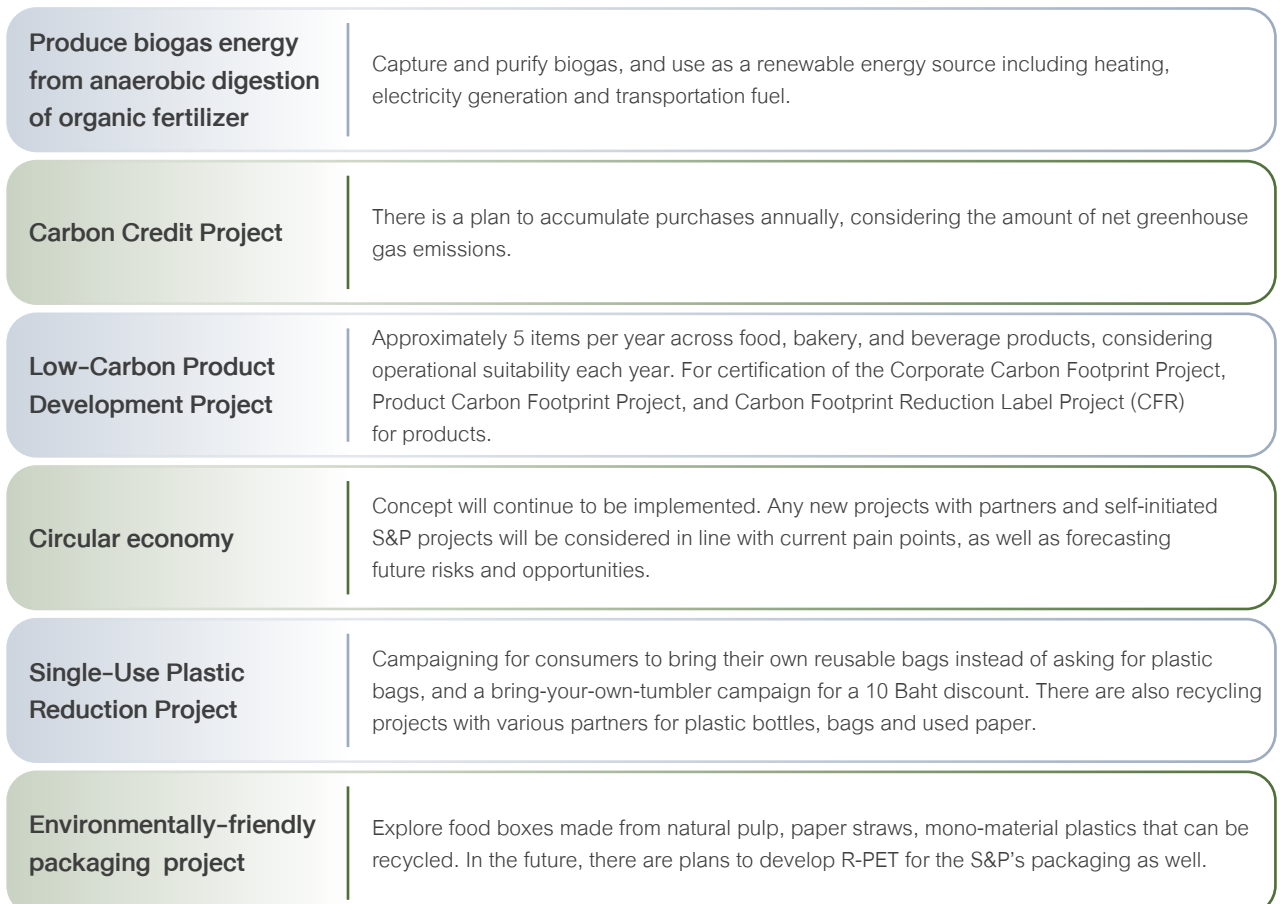 Produce biogas energy
from anaerobic digestion
of organic fertilizer
Capture and purify biogas, and use as a renewable energy source including heating,
electricity generation and transportation fuel.
Carbon Credit Project
There is a plan to accumulate purchases annually, considering the amount of net greenhouse
gas emissions.
Low-Carbon Product
Development Project
Approximately 5 items per year across food, bakery, and beverage products, considering
operational suitability each year. For certification of the Corporate Carbon Footprint Project,
Product Carbon Footprint Project, and Carbon Footprint Reduction Label Project (CFR)
for products.
Circular economy
Concept will continue to be implemented. Any new projects with partners and self-initiated
S&P projects will be considered in line with current pain points, as well as forecasting
future risks and opportunities.
Single-Use Plastic
Reduction Project
Campaigning for consumers to bring their own reusable bags instead of asking for plastic
bags, and a bring-your-own-tumbler campaign for a 10 Baht discount. There are also recycling
projects with various partners for plastic bottles, bags and used paper.
Environmentally-friendly
packaging project
Explore food boxes made from natural pulp, paper straws, mono-material plastics that can be
recycled. In the future, there are plans to develop R-PET for the S&P's packaging as well.